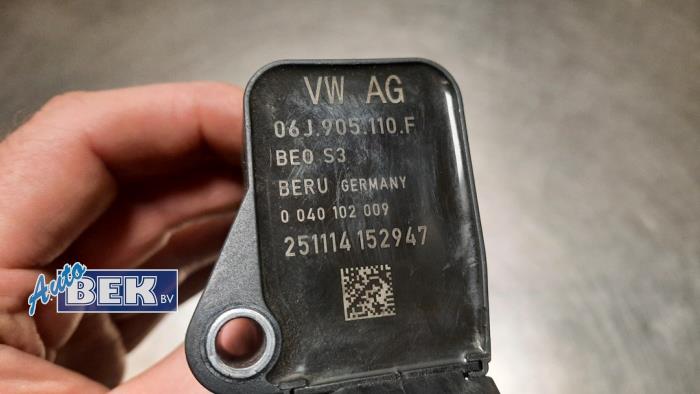 VW AG
06J.905.110.F
BEO S3
BERU GERMANY
0 040 102 009
251114 152947
Auto
BEK BV